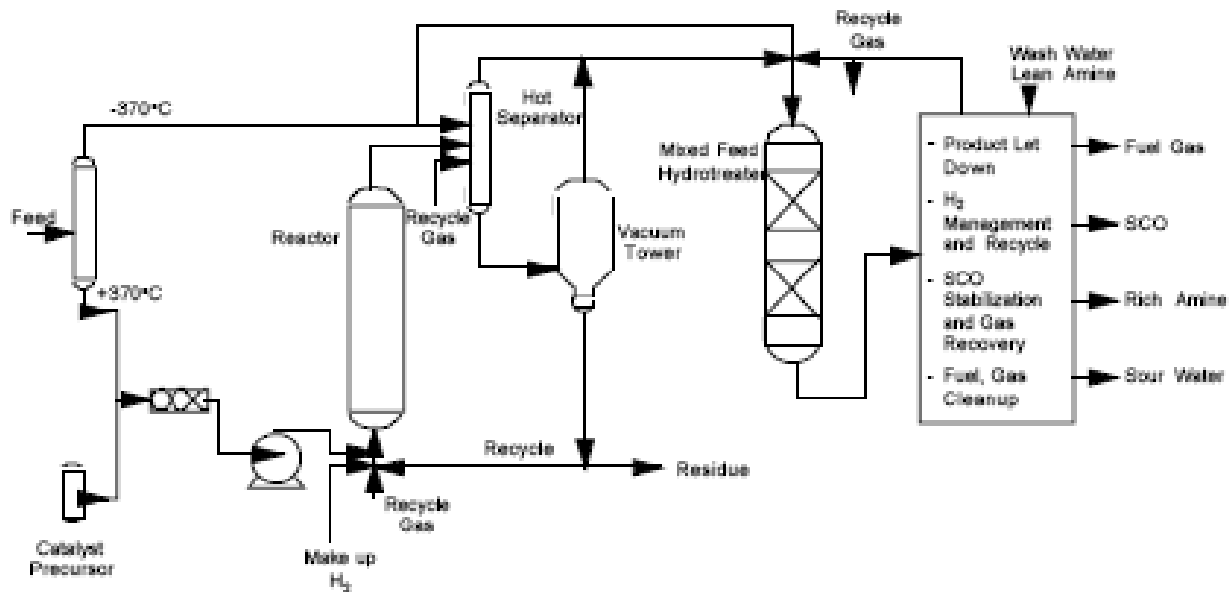 Recycle
Gas
Wash Water
Lean Amine
-370°C
Hot
Separator
Mixed Feed
Hydrotreater
- Product Let
Down
- H2
Management
and Recycle
- SCO
Stabilization
and Gas
Recovery
- Fuel, Gas
Cleanup
Fuel Gas
SCO
Rich Amine
Sour Water
Feed
Reactor
Recycle
Gas
Vacuum
Tower
+370°C
Recycle
Residue
Recycle
Gas
Catalyst
Precursor
Make up
H2